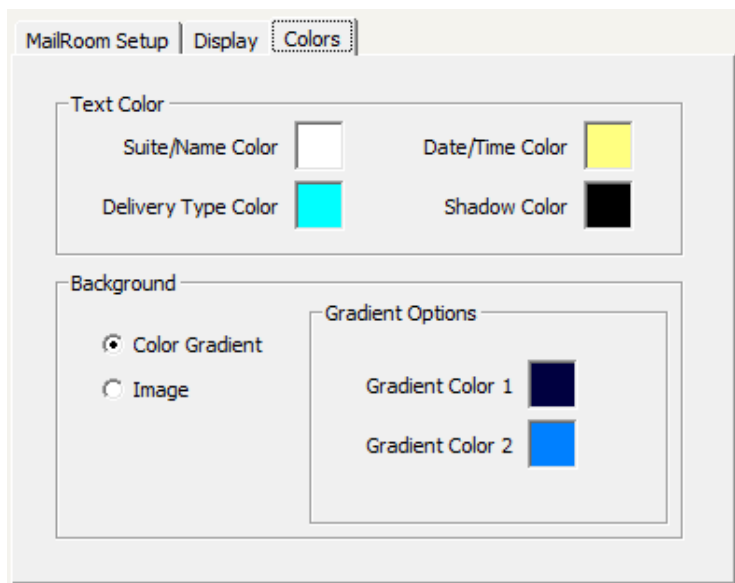 MailRoom Setup Display Colors
Text Color
Suite/Name Color Date/Time Color
Delivery Type Color Shadow Color
Background
Gradient Options
Color Gradient
Image
Gradient Color 1
Gradient Color 2